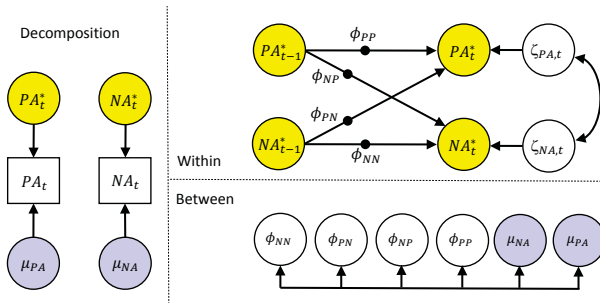 Decomposition
PA*_t
NA*_t
PA_t
NA_t
μ_PA
μ_NA
PA*_{t−1}
ϕ_PP
PA*_t
ζ_{PA,t}
ϕ_NP
ϕ_PN
NA*_{t−1}
ϕ_NN
NA*_t
ζ_{NA,t}
Within
Between
ϕ_NN
ϕ_PN
ϕ_NP
ϕ_PP
μ_NA
μ_PA